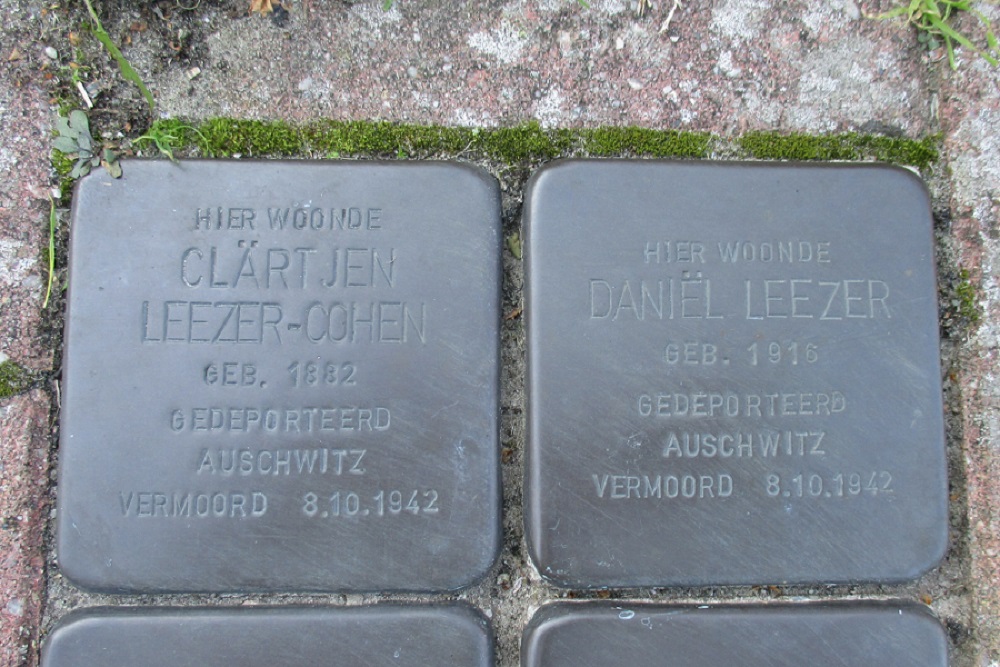 HIER WOONDE
CLÄRTJEN
LEEZER-COHEN
GEB. 1882
GEDEPORTEERD
AUSCHWITZ
VERMOORD 8.10.1942
HIER WOONDE
DANIËL LEEZER
GEB. 1916
GEDEPORTEERD
AUSCHWITZ
VERMOORD 8.10.1942